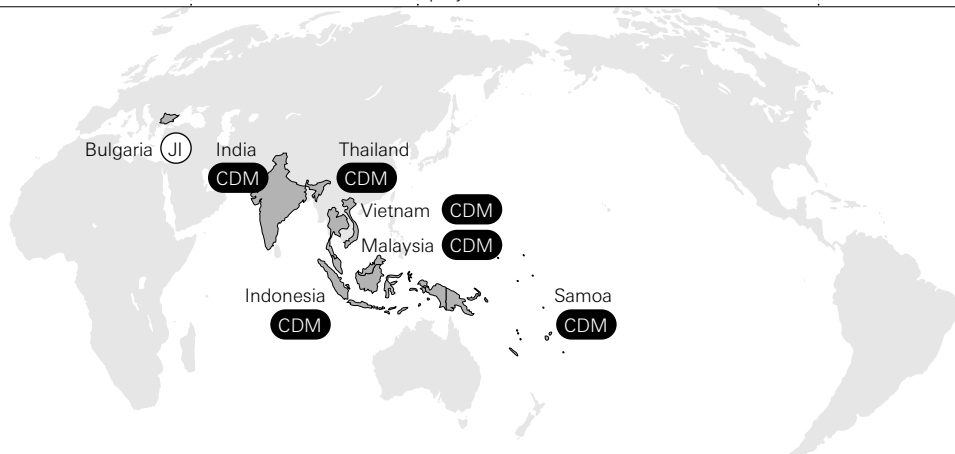 Bulgaria JI India Thailand
CDM CDM
Vietnam CDM
Malaysia CDM
Indonesia Samoa
CDM CDM